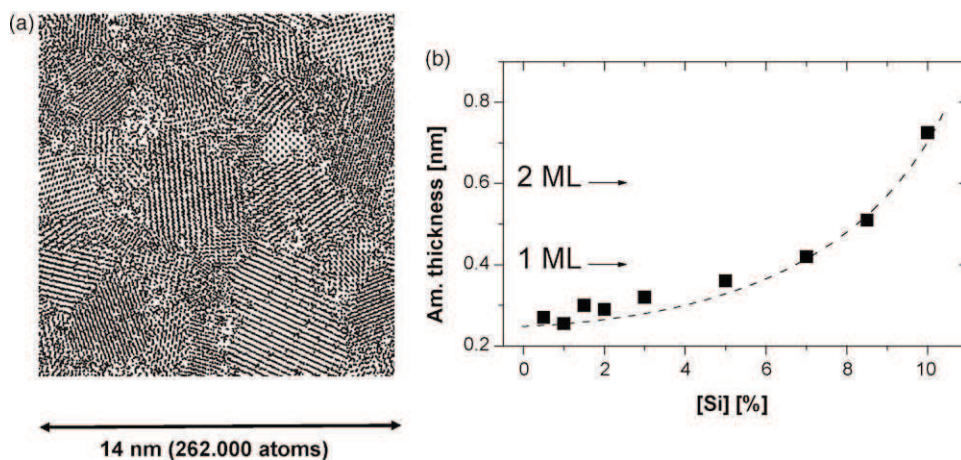 (a)
14 nm (262.000 atoms)
(b)
Am. thickness [nm]
0.8
0.6
0.4
0.2
2 ML
1 ML
0 2 4 6 8 10
[Si] [%]